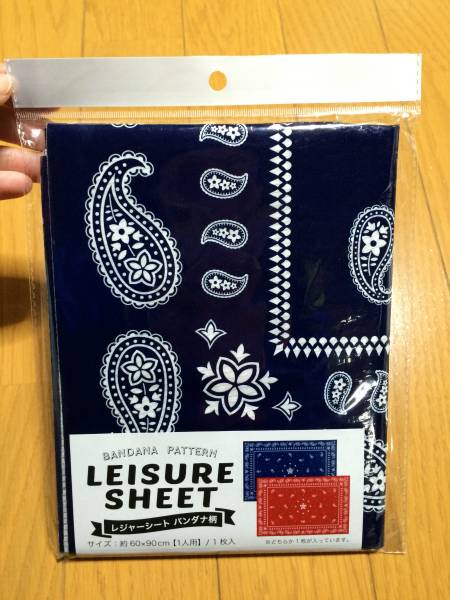 BANDANA PATTERN
LEISURE
SHEET
レジャーシート バンダナ柄
サイズ：約 60×90cm【1人用】/ 1枚入
※どちらか1枚が入っています。